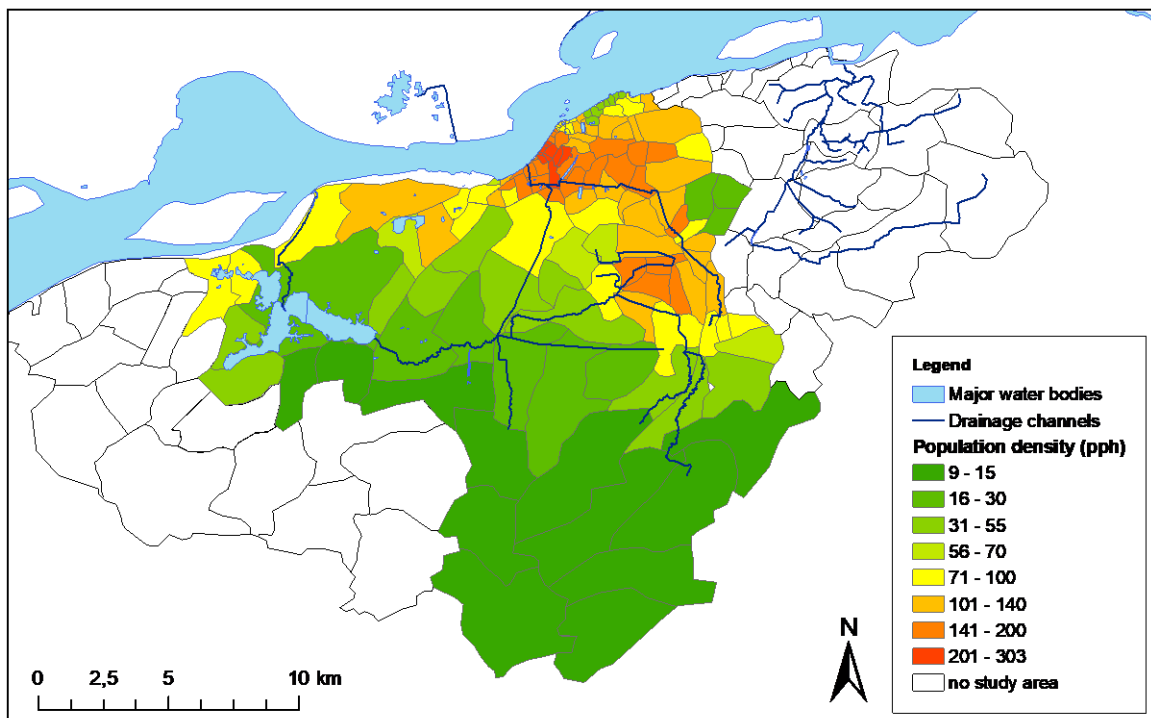 Legend
Major water bodies
Drainage channels
Population density (pph)
9 - 15
16 - 30
31 - 55
56 - 70
71 - 100
101 - 140
141 - 200
201 - 303
no study area
N
0 2,5 5 10 km